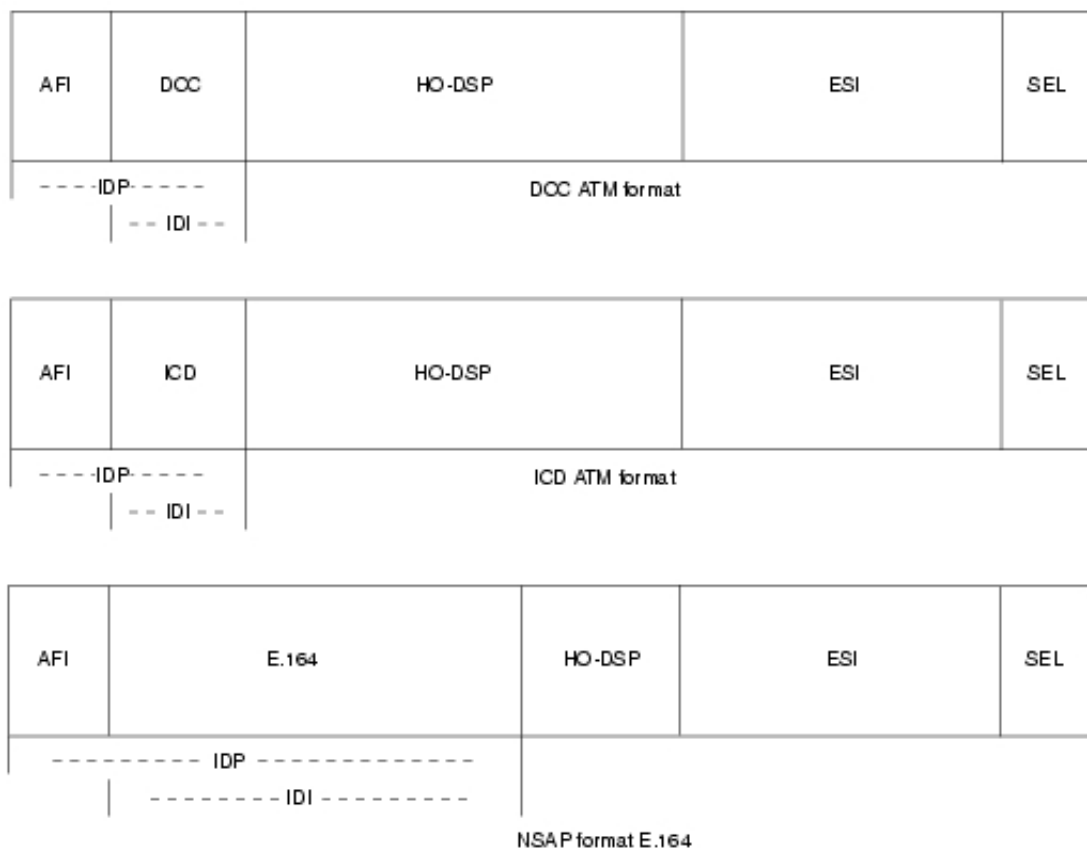 AFI DCC HO-DSP ESI SEL
IDP
DCC ATM format
IDI
AFI ICD HO-DSP ESI SEL
IDP
ICD ATM format
IDI
AFI E.164 HO-DSP ESI SEL
IDP
IDI
NSAP format E.164